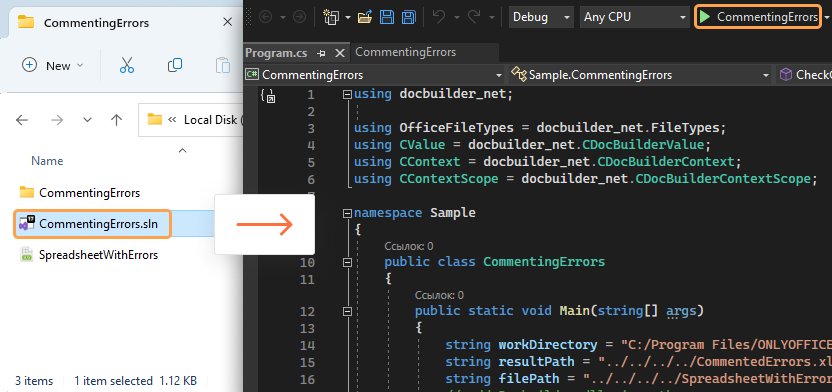 CommentingErrors
New
Local Disk (
Name
CommentingErrors
CommentingErrors.sln
SpreadsheetWithErrors
3 items 1 item selected 1.12 KB
Debug Any CPU CommentingErrors
Program.cs CommentingErrors
CommentingErrors Sample.CommentingErrors CheckC
1 using docbuilder_net;
2
3 using OfficeFileTypes = docbuilder_net.FileTypes;
4 using CValue = docbuilder_net.CDocBuilderValue;
5 using CContext = docbuilder_net.CDocBuilderContext;
6 using CContextScope = docbuilder_net.CDocBuilderContextScope;
7
8 namespace Sample
9 {
Ссылок: 0
10 public class CommentingErrors
11 {
Ссылок: 0
12 public static void Main(string[] args)
13 {
14 string workDirectory = "C:/Program Files/ONLYOFFICE
15 string resultPath = "../../../../CommentedErrors.xl
16 string filePath = "../../../../SpreadsheetWithError